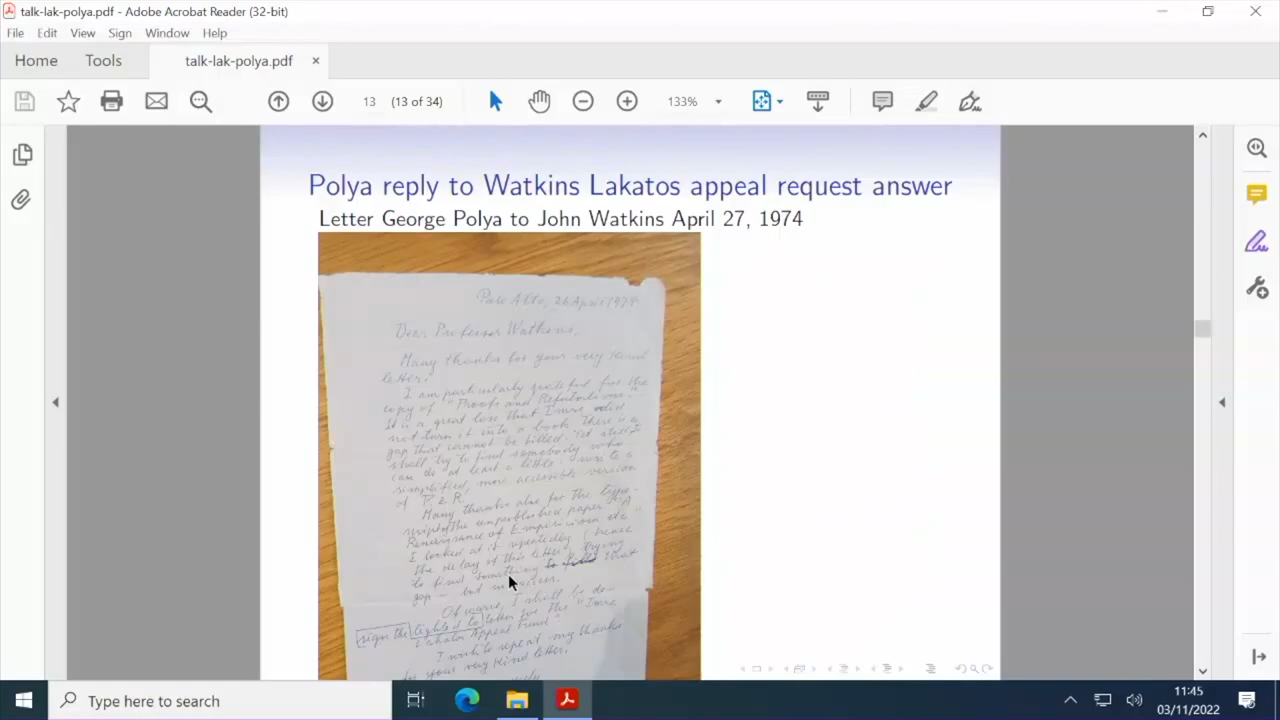 talk-lak-polya.pdf - Adobe Acrobat Reader (32-bit)
File Edit View Sign Window Help
Home Tools talk-lak-polya.pdf ×
13 (13 of 34) 133%
Polya reply to Watkins Lakatos appeal request answer
Letter George Polya to John Watkins April 27, 1974
Palo Alto, 26 April 1974
Dear Professor Watkins,
Many thanks for your very kind
letter.
I am particularly grateful for the
copy of "Proofs and Refutations."
It is a great loss that Imre did
not turn it into a book. There is a
gap that cannot be filled. Yet
shall try to find somebody who
can do at least a little: write a
simplified, more accessible version
of P & R.
Many thanks also for the type-
script of the unpublished paper "A
Renaissance of Empiricism etc"
I looked at it repeatedly (hence
the delay of this letter) trying
to find something to fill that
gap - but
Of course, I shall be de-
sign the lighted to letter for the "Imre
Lakatos Appeal Fund".
I wish to repeat my thanks
for your very kind letter.
Type here to search
11:45
03/11/2022